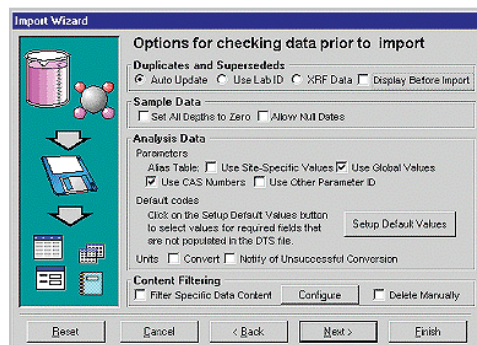 Import Wizard
Options for checking data prior to import
Duplicates and Supersededs
Auto Update Use Lab ID XRF Data Display Before Import
Sample Data
Set All Depths to Zero Allow Null Dates
Analysis Data
Parameters
Alias Table: Use Site-Specific Values Use Global Values
Use CAS Numbers Use Other Parameter ID
Default codes
Click on the Setup Default Values button
to select values for required fields that
are not populated in the DTS file.
Setup Default Values
Units Convert Notify of Unsuccessful Conversion
Content Filtering
Filter Specific Data Content Configure Delete Manually
Reset Cancel < Back Next > Finish